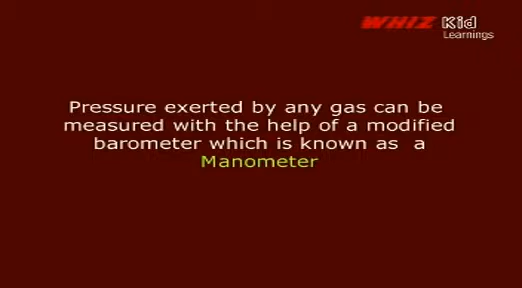 WHIZ Kid
Learnings
Pressure exerted by any gas can be
measured with the help of a modified
barometer which is known as a
Manometer